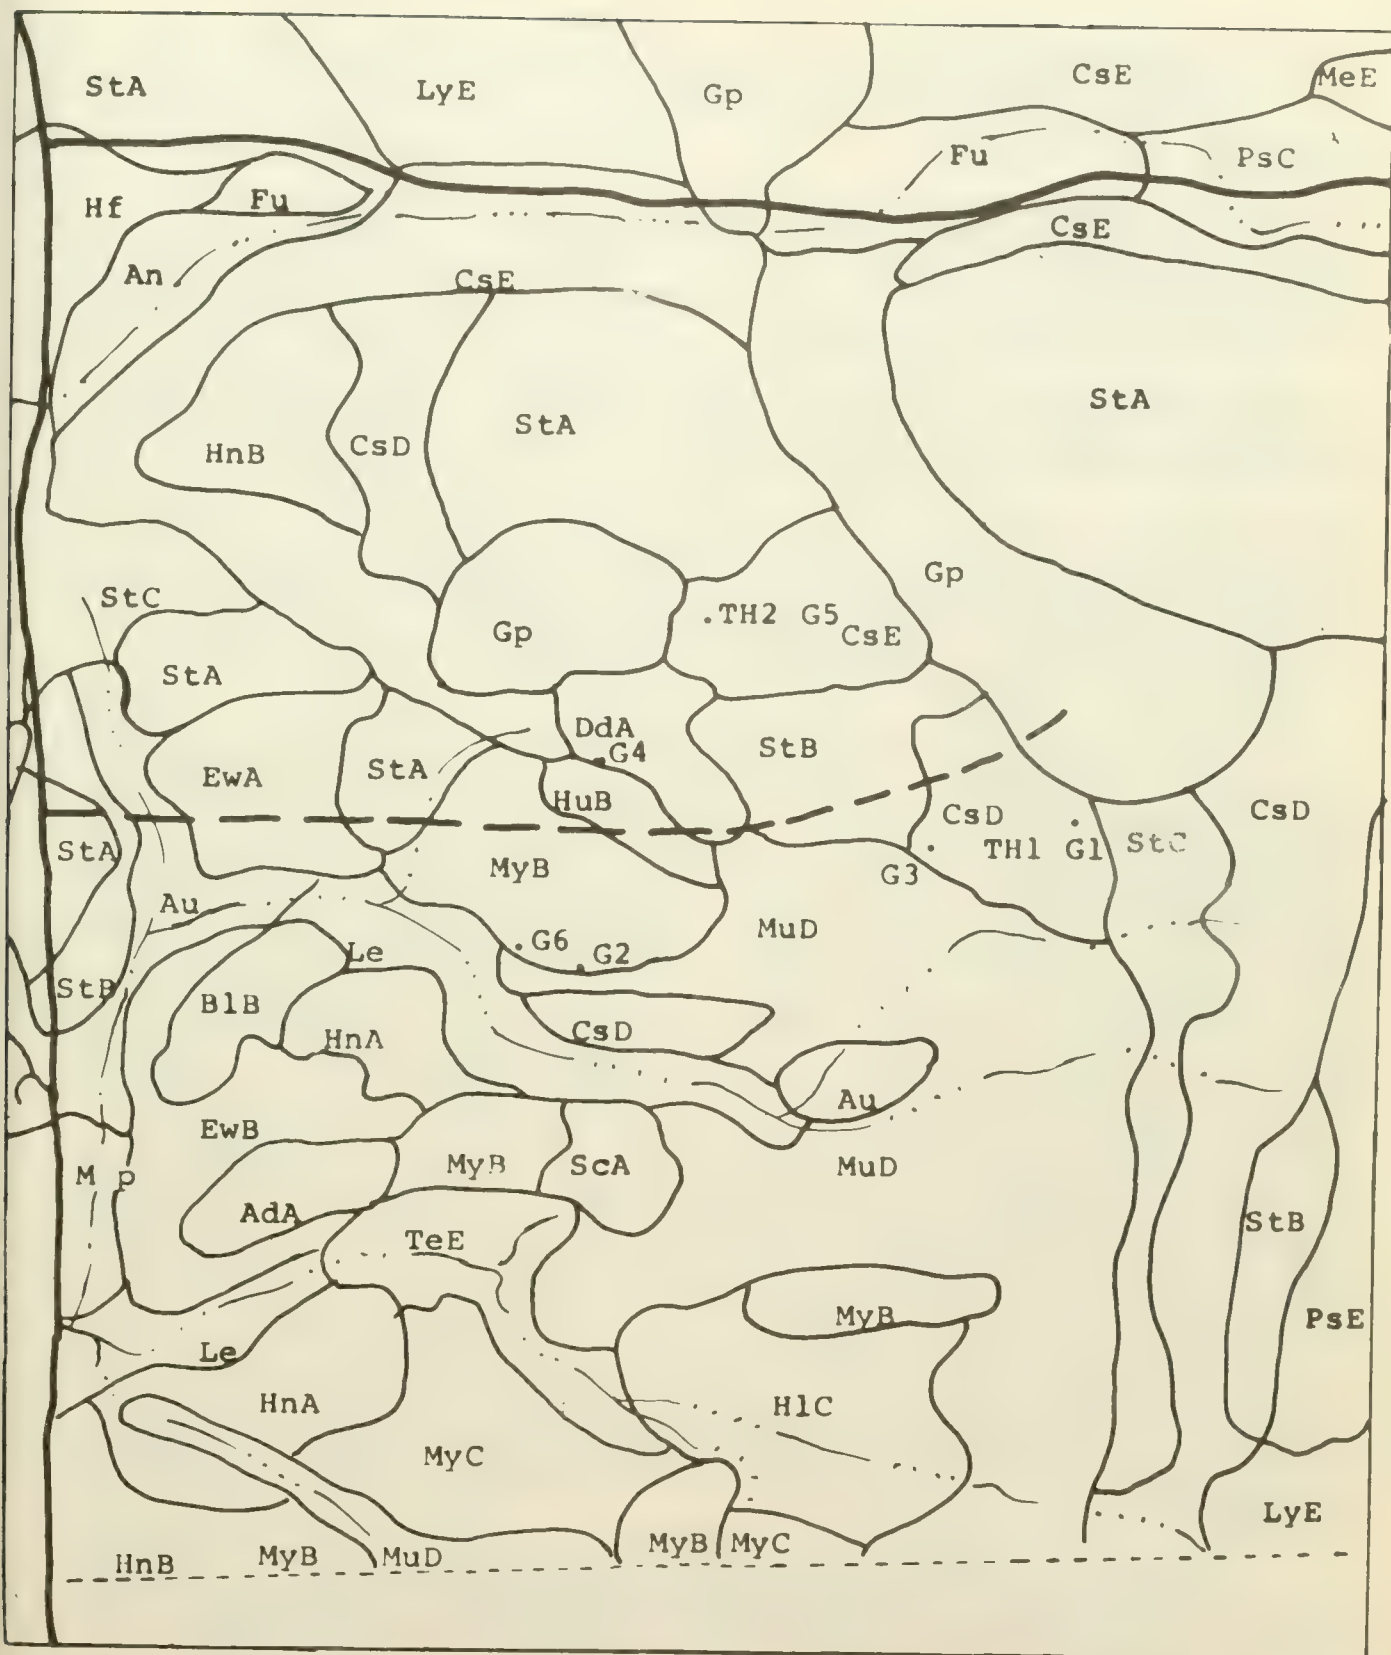 StA LyE Gp CsE MeE
Fu PsC
Hf Fu
CsE
An
CsE
StA
HnB CsD StA
Gp
StC
.TH2 G5
CsE
Gp
StA
DdA
G4
StB
EwA StA
HuB
CsD
CsD
StA
MyB
TH1 G1 StC
G3
Au
MuD
G6 G2
Le
StB BlB
HnA CsD
Au
EwB
MyB ScA MuD
M p
AdA
TeE
StB
MyB PsE
Le
HnA HlC
MyC
LyE
HnB MyB MuD MyB MyC